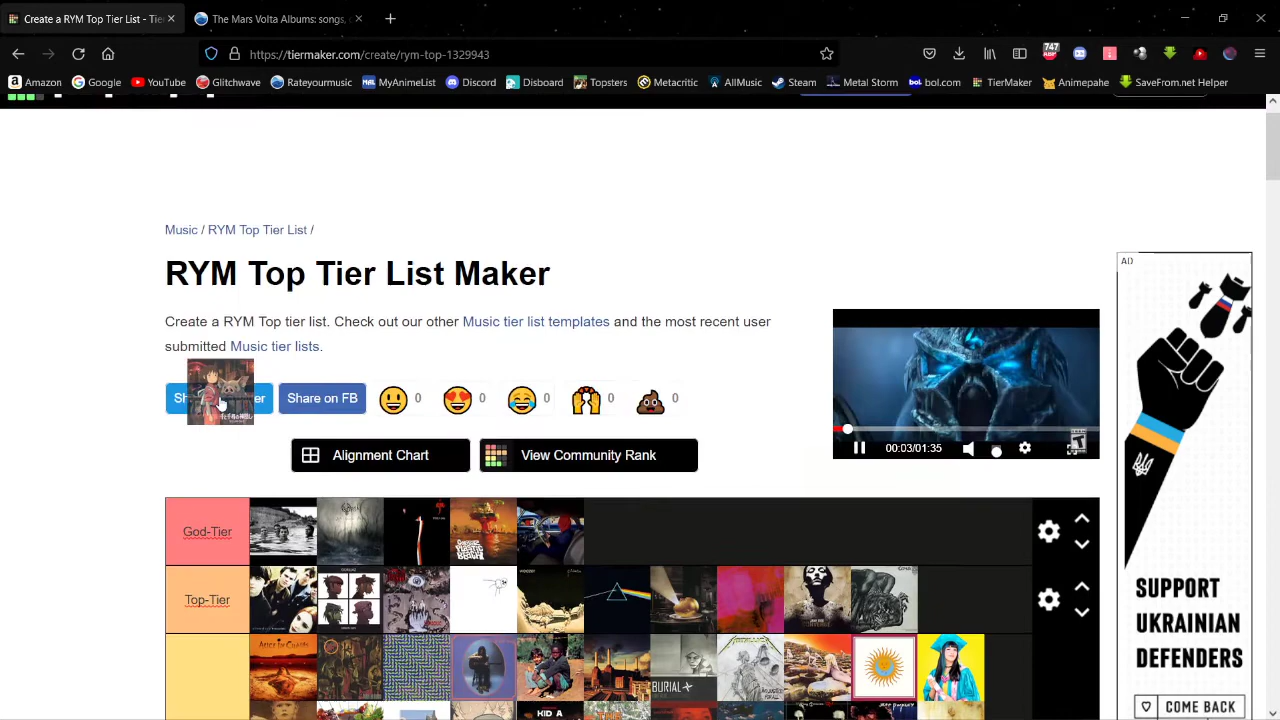 Create a RYM Top Tier List - Tie
The Mars Volta Albums: songs,
https://tiermaker.com/create/rym-top-1329943
747
Amazon
Google
YouTube
Glitchwave
Rateyourmusic
MyAnimeList
Discord
Disboard
Topsters
Metacritic
AllMusic
Steam
Metal Storm
bol.com
TierMaker
Animepahe
SaveFrom.net Helper
Music / RYM Top Tier List /
RYM Top Tier List Maker
AD
Create a RYM Top tier list. Check out our other Music tier list templates and the most recent user
submitted Music tier lists.
Share on FB
0
0
0
0
0
00:03/01:35
Alignment Chart
View Community Rank
God-Tier
Top-Tier
SUPPORT
UKRAINIAN
DEFENDERS
ALICE IN CHAINS
BURIAL
KID A
COME BACK